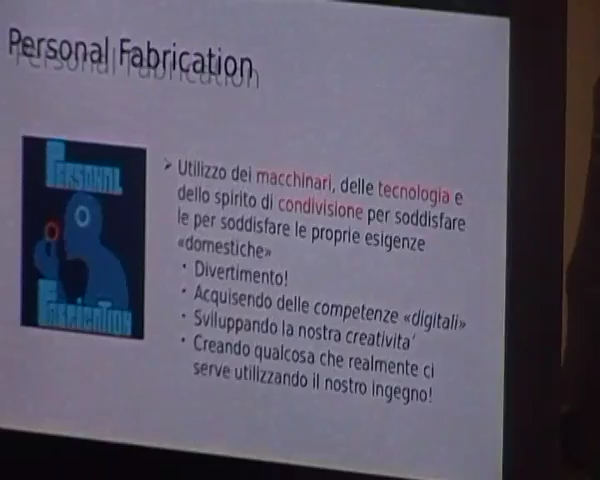 Personal Fabrication
PERSONAL
FABRICATION
➢ Utilizzo dei macchinari, delle tecnologia e
dello spirito di condivisione per soddisfare
le per soddisfare le proprie esigenze
«domestiche»
• Divertimento!
• Acquisendo delle competenze «digitali»
• Sviluppando la nostra creativita'
• Creando qualcosa che realmente ci
serve utilizzando il nostro ingegno!